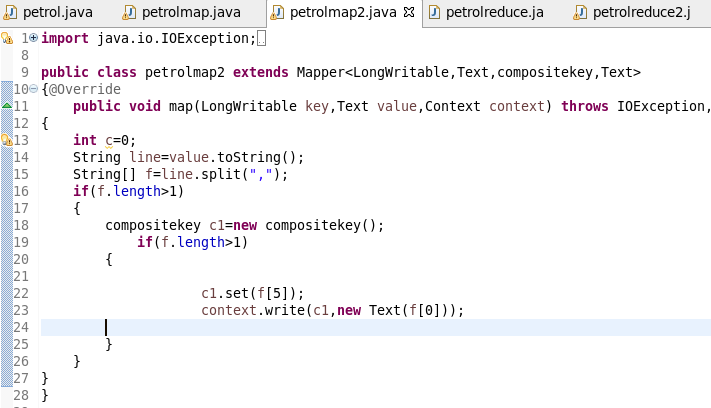 petrol.java petrolmap.java petrolmap2.java petrolreduce.ja petrolreduce2.j
1 import java.io.IOException;
8
9 public class petrolmap2 extends Mapper<LongWritable,Text,compositekey,Text>
10 {@Override
11 public void map(LongWritable key,Text value,Context context) throws IOException,
12 {
13 int c=0;
14 String line=value.toString();
15 String[] f=line.split(",");
16 if(f.length>1)
17 {
18 compositekey c1=new compositekey();
19 if(f.length>1)
20 {
21
22 c1.set(f[5]);
23 context.write(c1,new Text(f[0]));
24
25 }
26 }
27 }
28 }